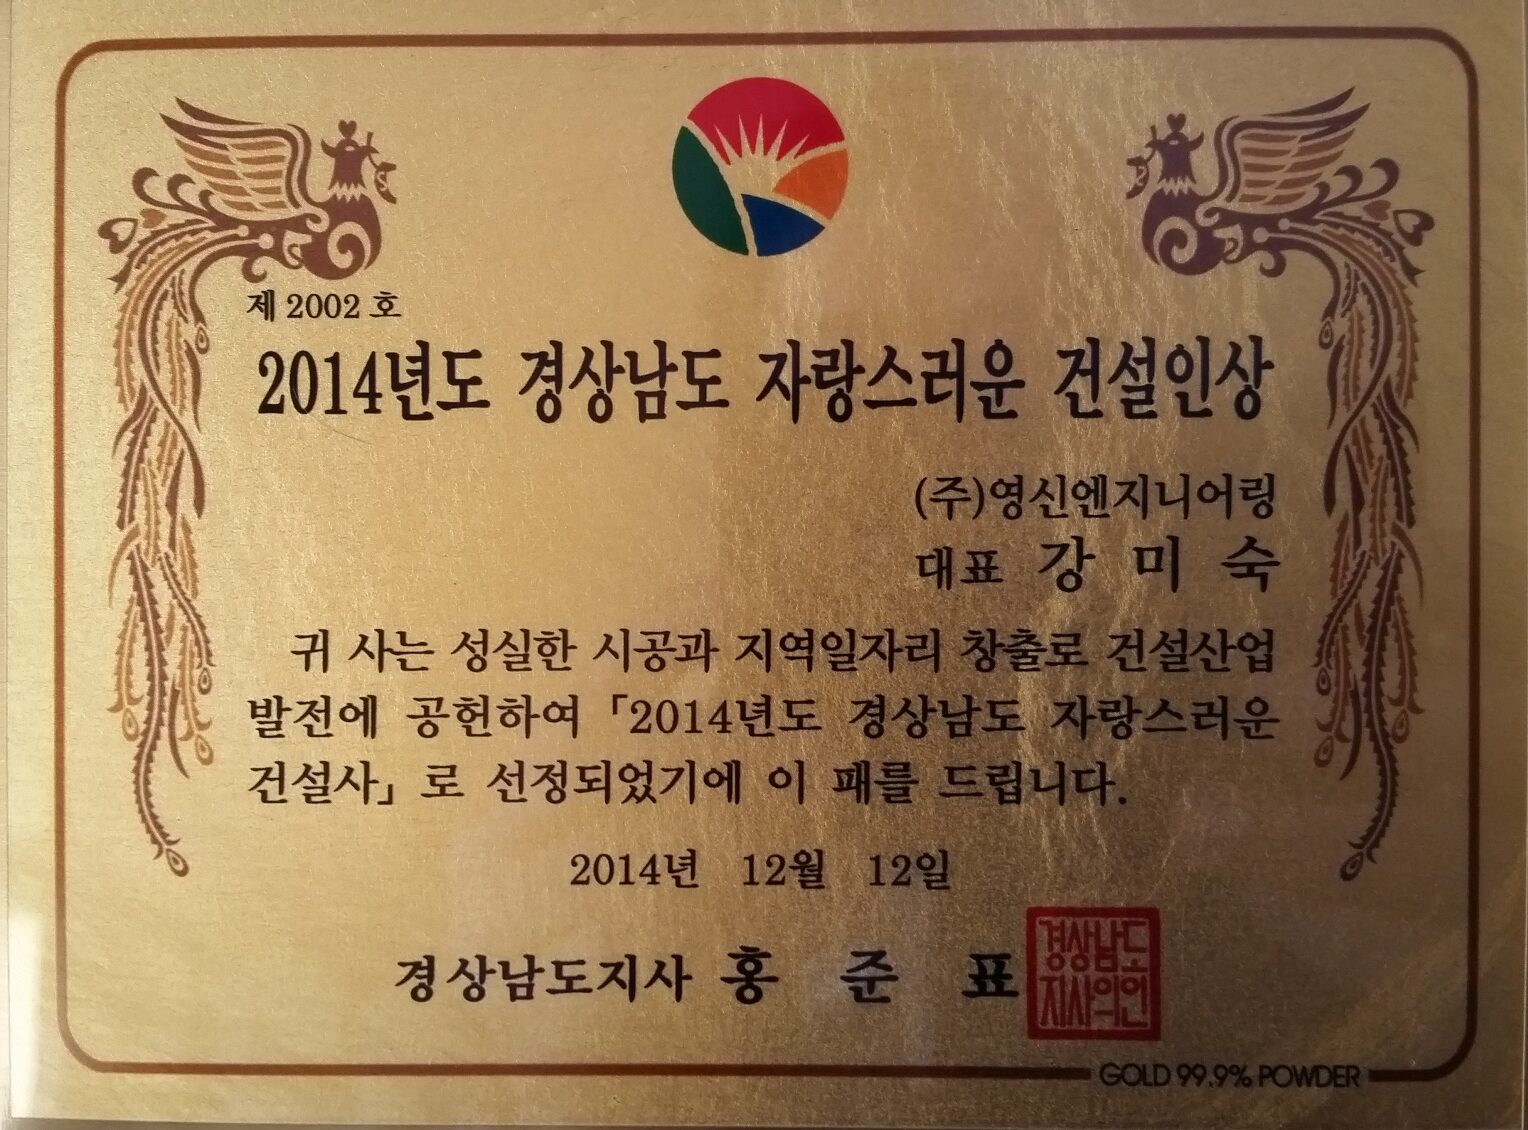 제 2002 호
2014년도 경상남도 자랑스러운 건설인상
(주)영신엔지니어링
대표 강 미 숙
귀 사는 성실한 시공과 지역일자리 창출로 건설산업
발전에 공헌하여 「2014년도 경상남도 자랑스러운
건설사」로 선정되었기에 이 패를 드립니다.
2014년 12월 12일
경상남도지사 홍 준 표
경상남도
지사의인
GOLD 99.9% POWDER